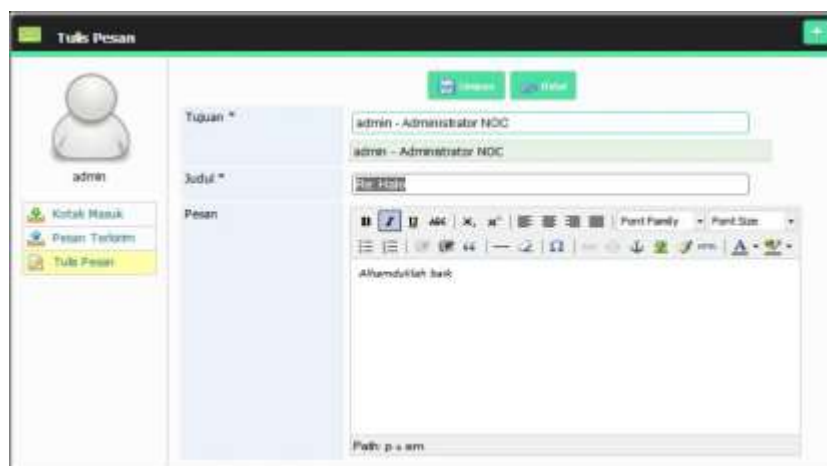 Tulis Pesan
admin
Kotak Masuk
Pesan Terkirim
Tulis Pesan
Tujuan *
admin - Administrator NOC
admin - Administrator NOC
Judul *
Re: Halo
Pesan
B I U ABC Font Family Font Size
Alhamdulillah baik
Path: p » em